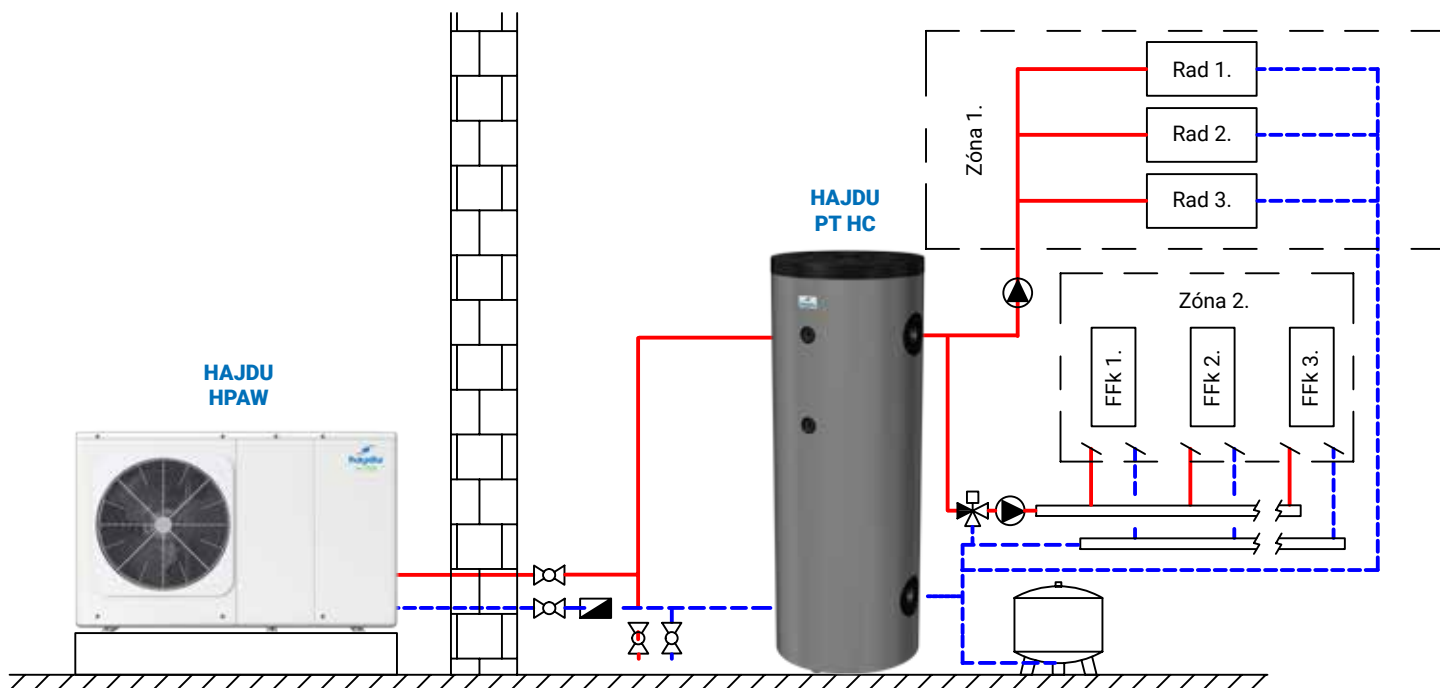 HAJDU
HPAW
hajdu
HAJDU
PT HC
Zóna 1.
Rad 1.
Rad 2.
Rad 3.
Zóna 2.
FFk 1.
FFk 2.
FFk 3.